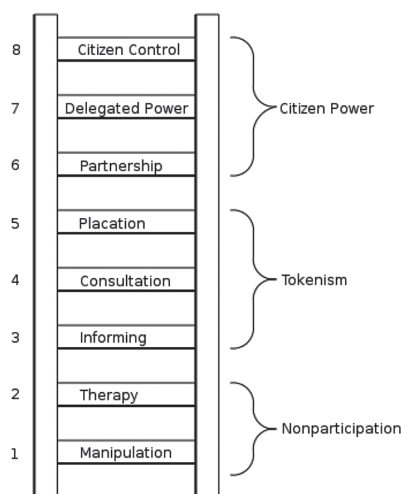 8 Citizen Control
7 Delegated Power
Citizen Power
6 Partnership
5 Placation
4 Consultation
Tokenism
3 Informing
2 Therapy
Nonparticipation
1 Manipulation